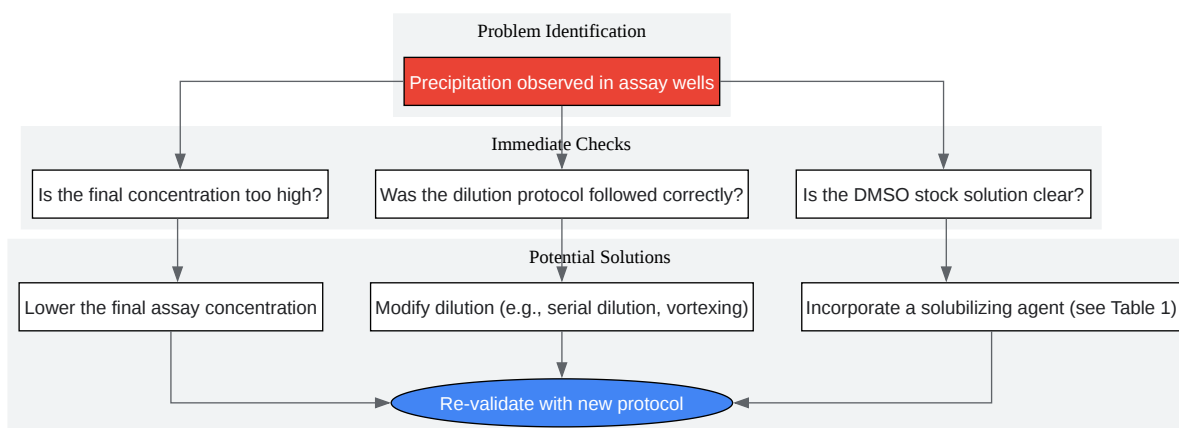 Problem Identification
Precipitation observed in assay wells
Immediate Checks
Is the final concentration too high?
Was the dilution protocol followed correctly?
Is the DMSO stock solution clear?
Potential Solutions
Lower the final assay concentration
Modify dilution (e.g., serial dilution, vortexing)
Incorporate a solubilizing agent (see Table 1)
Re-validate with new protocol